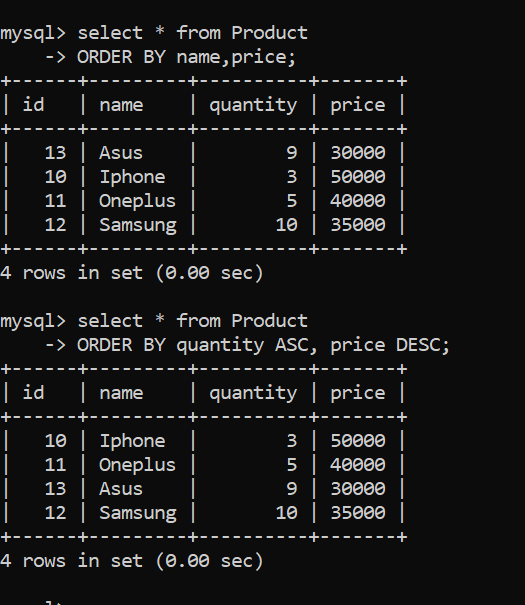 mysql> select * from Product
    -> ORDER BY name,price;
+------+---------+----------+-------+
| id   | name    | quantity | price |
+------+---------+----------+-------+
|   13 | Asus    |        9 | 30000 |
|   10 | Iphone  |        3 | 50000 |
|   11 | Oneplus |        5 | 40000 |
|   12 | Samsung |       10 | 35000 |
+------+---------+----------+-------+
4 rows in set (0.00 sec)

mysql> select * from Product
    -> ORDER BY quantity ASC, price DESC;
+------+---------+----------+-------+
| id   | name    | quantity | price |
+------+---------+----------+-------+
|   10 | Iphone  |        3 | 50000 |
|   11 | Oneplus |        5 | 40000 |
|   13 | Asus    |        9 | 30000 |
|   12 | Samsung |       10 | 35000 |
+------+---------+----------+-------+
4 rows in set (0.00 sec)